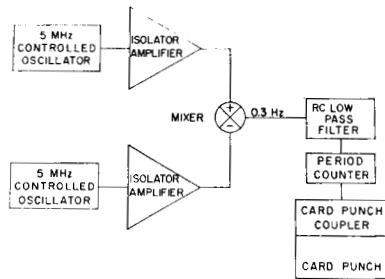 5 MHz
CONTROLLED
OSCILLATOR
ISOLATOR
AMPLIFIER
MIXER
+
−
0.3 Hz
RC LOW
PASS
FILTER
PERIOD
COUNTER
5 MHz
CONTROLLED
OSCILLATOR
ISOLATOR
AMPLIFIER
CARD PUNCH
COUPLER
CARD PUNCH